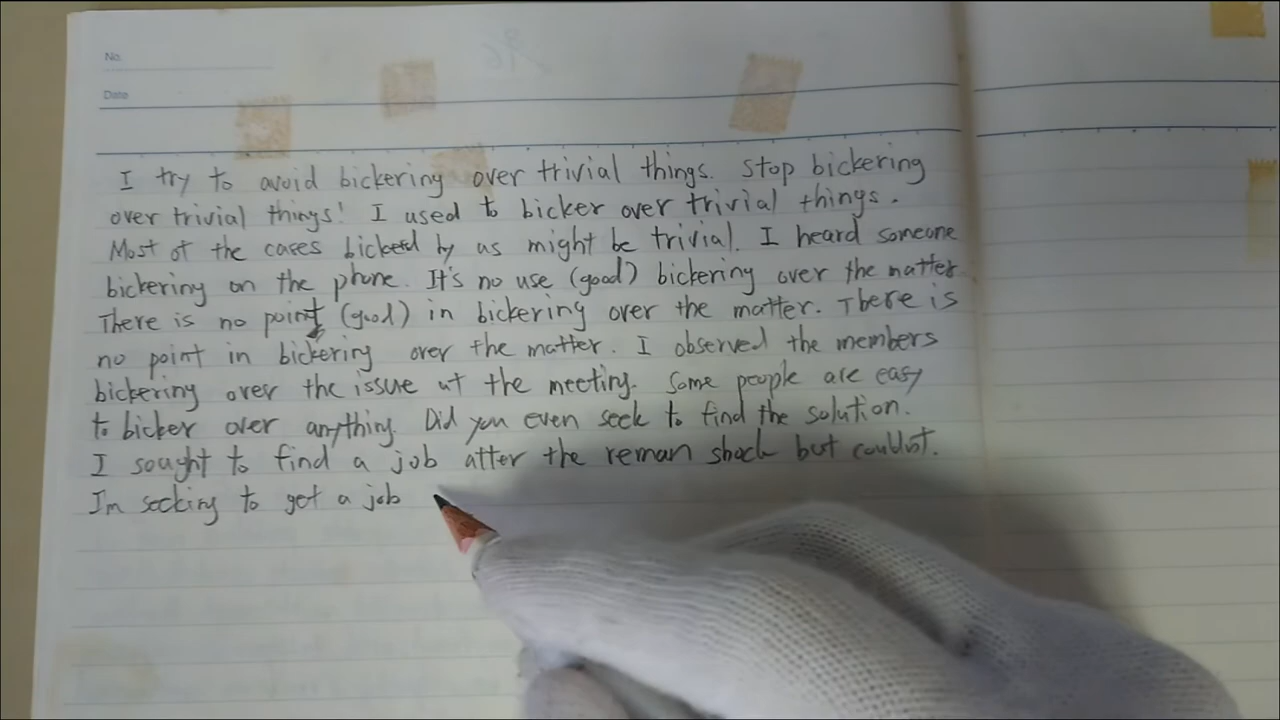 No.
Date
I try to avoid bickering over trivial things. Stop bickering
over trivial things! I used to bicker over trivial things.
Most of the cases bickered by us might be trivial. I heard someone
bickering on the phone. It's no use (good) bickering over the matter
There is no point (good) in bickering over the matter. There is
no point in bickering over the matter. I observed the members
bickering over the issue at the meeting. Some people are easy
to bicker over anything. Did you even seek to find the solution.
I sought to find a job after the reman shock but couldnt.
I'm seeking to get a job